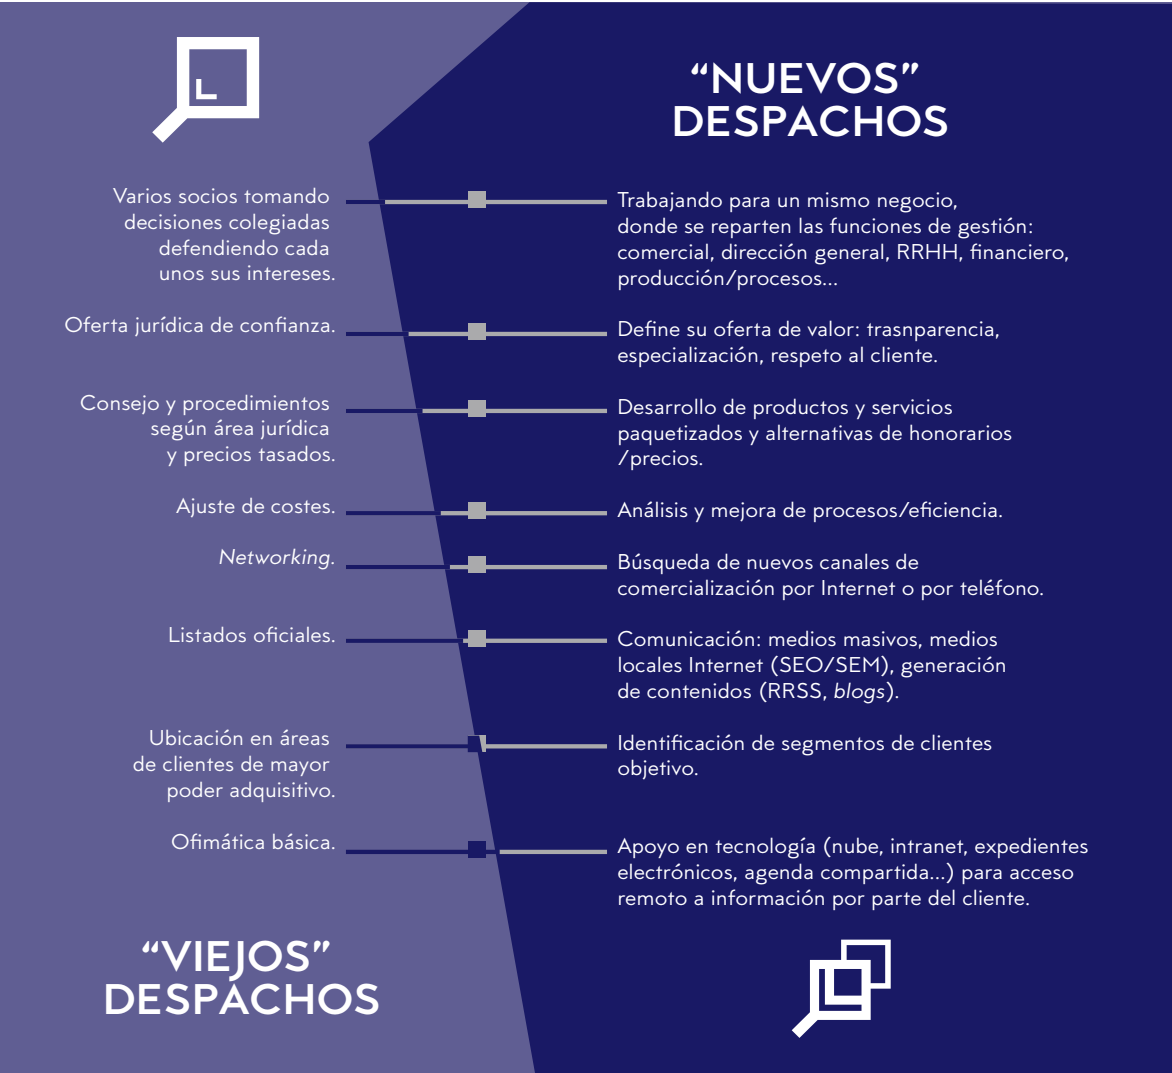 “NUEVOS”
DESPACHOS
Varios socios tomando
decisiones colegiadas
defendiendo cada
unos sus intereses.
Trabajando para un mismo negocio,
donde se reparten las funciones de gestión:
comercial, dirección general, RRHH, financiero,
producción/procesos...
Oferta jurídica de confianza.
Define su oferta de valor: trasnparencia,
especialización, respeto al cliente.
Consejo y procedimientos
según área jurídica
y precios tasados.
Desarrollo de productos y servicios
paquetizados y alternativas de honorarios
/precios.
Ajuste de costes.
Análisis y mejora de procesos/eficiencia.
Networking.
Búsqueda de nuevos canales de
comercialización por Internet o por teléfono.
Listados oficiales.
Comunicación: medios masivos, medios
locales Internet (SEO/SEM), generación
de contenidos (RRSS, blogs).
Ubicación en áreas
de clientes de mayor
poder adquisitivo.
Identificación de segmentos de clientes
objetivo.
Ofimática básica.
Apoyo en tecnología (nube, intranet, expedientes
electrónicos, agenda compartida...) para acceso
remoto a información por parte del cliente.
“VIEJOS”
DESPACHOS